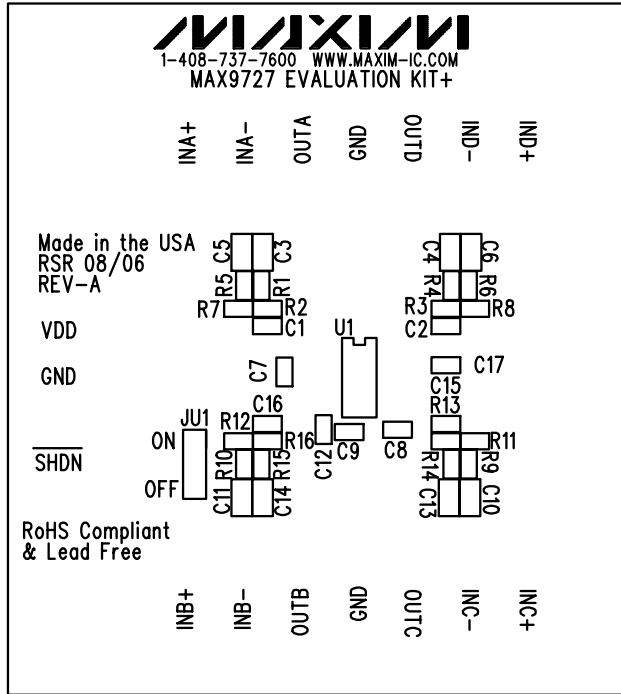 MAXIM
1-408-737-7600 WWW.MAXIM-IC.COM
MAX9727 EVALUATION KIT+
INA+ INA- OUTA GND OUTD IND- IND+
Made in the USA
RSR 08/06
REV-A
C5 C3 C4 C6
R5 R1 R4 R6
R7 R2 R3 R8
VDD
C1 U1 C2
GND
C7 C17
C15
JU1
R12 C16 R13
ON
R16 C12 C9 C8 R11
SHDN
R10 R15 R14 R9
OFF
C11 C14 C13 C10
RoHS Compliant
& Lead Free
INB+ INB- OUTB GND OUTC INC- INC+